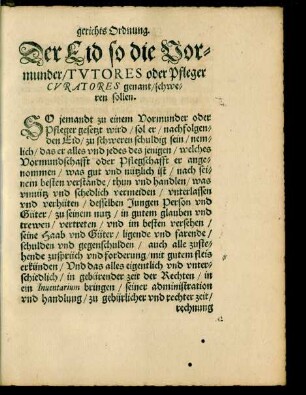 gerichts Ordnung.
Der Eid so die Vor-
munder/ TVTORES oder Pfleger
CVRATORES genant/ schwe-
ren sollen.
SO jemandt zu einem Vormunder oder
Pfleger gesetzt wird/ sol er/ nachfolgen-
den Eid/ zu schweren schuldig sein/ nem-
lich/ das er alles vnd jedes des jenigen/ welches
Vormundschafft oder Pflegschafft er ange-
nommen/ was gut vnd nützlich ist/ nach sei-
nem besten verstande/ thun vnd handlen/ was
vnnutz vnd schedlich vermeiden/ vnterlassen
vnd verhüten/ desselben Jungen Person vnd
Güter/ zu seinem nutz/ in gutem glauben vnd
trewen/ vertreten/ vnd im besten versehen/
seine Haab vnd Güter/ ligende vnd farende/
schulden vnd gegenschulden/ auch alle zuste-
hende zusprüch vnd forderung/ mit gutem fleis
erkünden/ Vnd das alles eigentlich vnd vnter-
schiedlich/ in gebürender zeit der Rechten/ in
ein Inuentarium bringen/ seiner administration
vnd handlung/ zu gebürlicher vnd rechter zeit/
rechnung